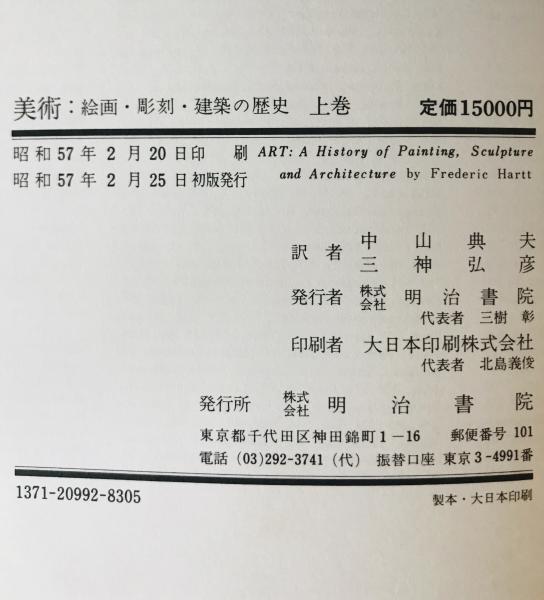 美術:絵画・彫刻・建築の歴史 上巻 定価15000円
昭和57年2月20日印刷 ART: A History of Painting, Sculpture
昭和57年2月25日初版発行 and Architecture by Frederic Hartt
訳者 中山典夫
三神弘彦
発行者 株式会社 明治書院
代表者 三樹 彰
印刷者 大日本印刷株式会社
代表者 北島義俊
発行所 株式会社 明治書院
東京都千代田区神田錦町1-16 郵便番号 101
電話 (03)292-3741 (代) 振替口座 東京3-4991番
1371-20992-8305 製本・大日本印刷